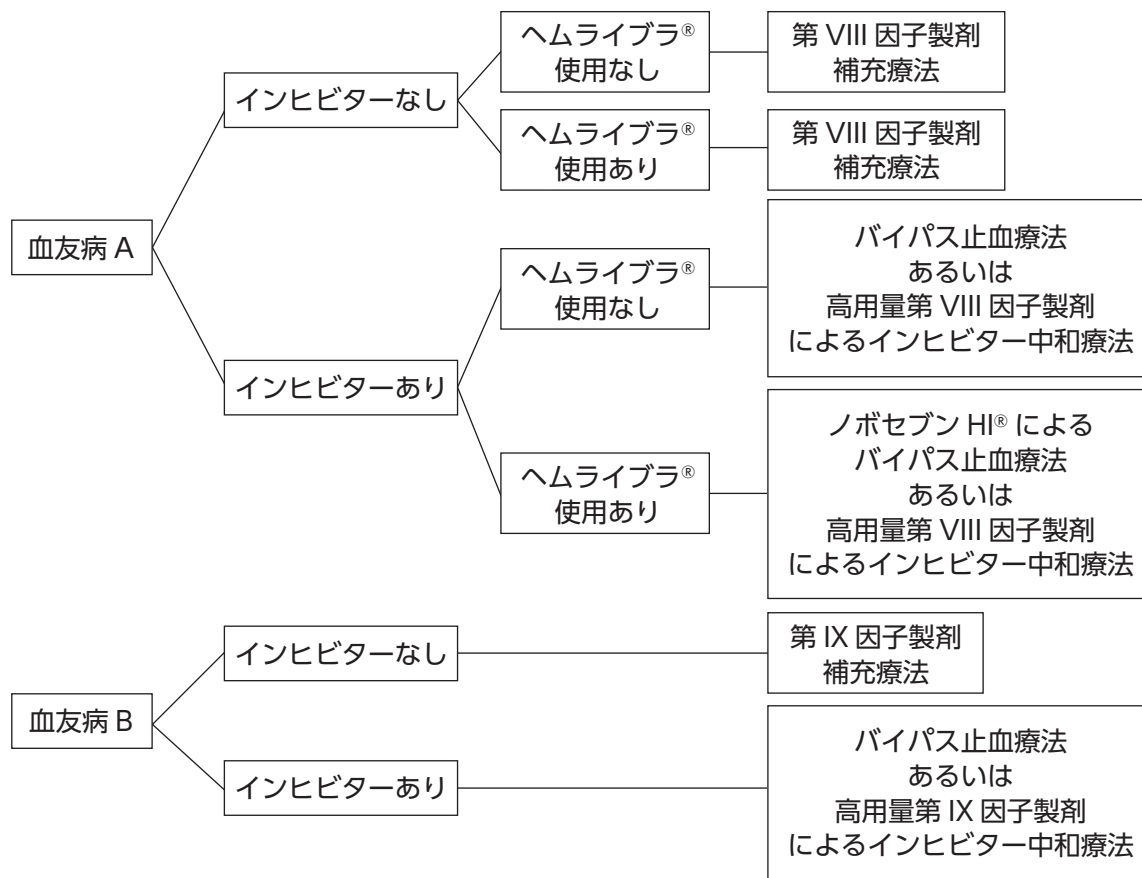 血友病 A
インヒビターなし
ヘムライブラ®
使用なし
第 VIII 因子製剤
補充療法
ヘムライブラ®
使用あり
第 VIII 因子製剤
補充療法
インヒビターあり
ヘムライブラ®
使用なし
バイパス止血療法
あるいは
高用量第 VIII 因子製剤
によるインヒビター中和療法
ヘムライブラ®
使用あり
ノボセブン HI® による
バイパス止血療法
あるいは
高用量第 VIII 因子製剤
によるインヒビター中和療法
血友病 B
インヒビターなし
第 IX 因子製剤
補充療法
インヒビターあり
バイパス止血療法
あるいは
高用量第 IX 因子製剤
によるインヒビター中和療法